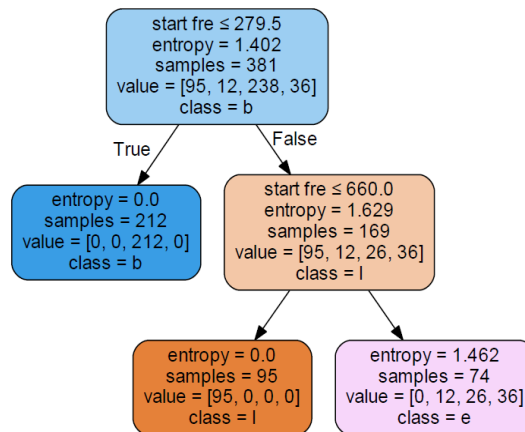 start fre ≤ 279.5
entropy = 1.402
samples = 381
value = [95, 12, 238, 36]
class = b
True
False
entropy = 0.0
samples = 212
value = [0, 0, 212, 0]
class = b
start fre ≤ 660.0
entropy = 1.629
samples = 169
value = [95, 12, 26, 36]
class = l
entropy = 0.0
samples = 95
value = [95, 0, 0, 0]
class = l
entropy = 1.462
samples = 74
value = [0, 12, 26, 36]
class = e